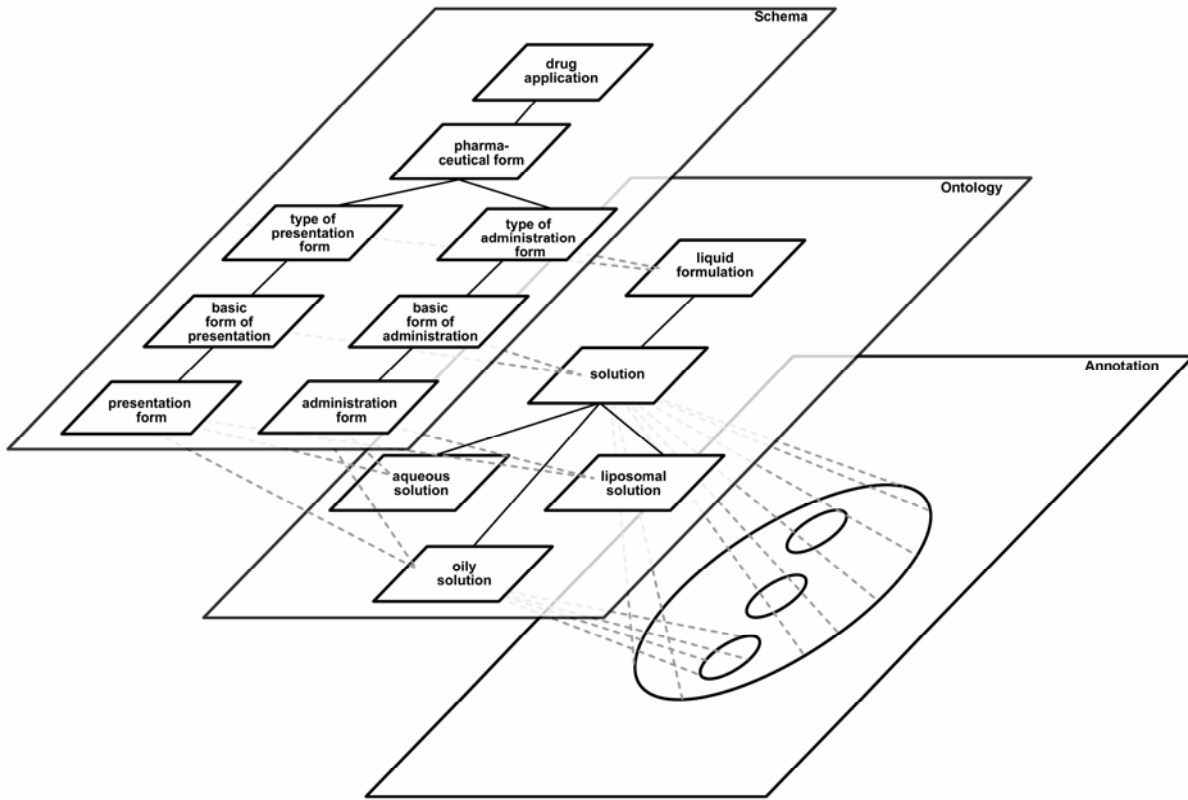 Schema
drug
application
pharma-
ceutical form
type of
presentation
form
type of
administration
form
basic
form of
presentation
basic
form of
administration
presentation
form
administration
form
Ontology
liquid
formulation
solution
aqueous
solution
liposomal
solution
oily
solution
Annotation